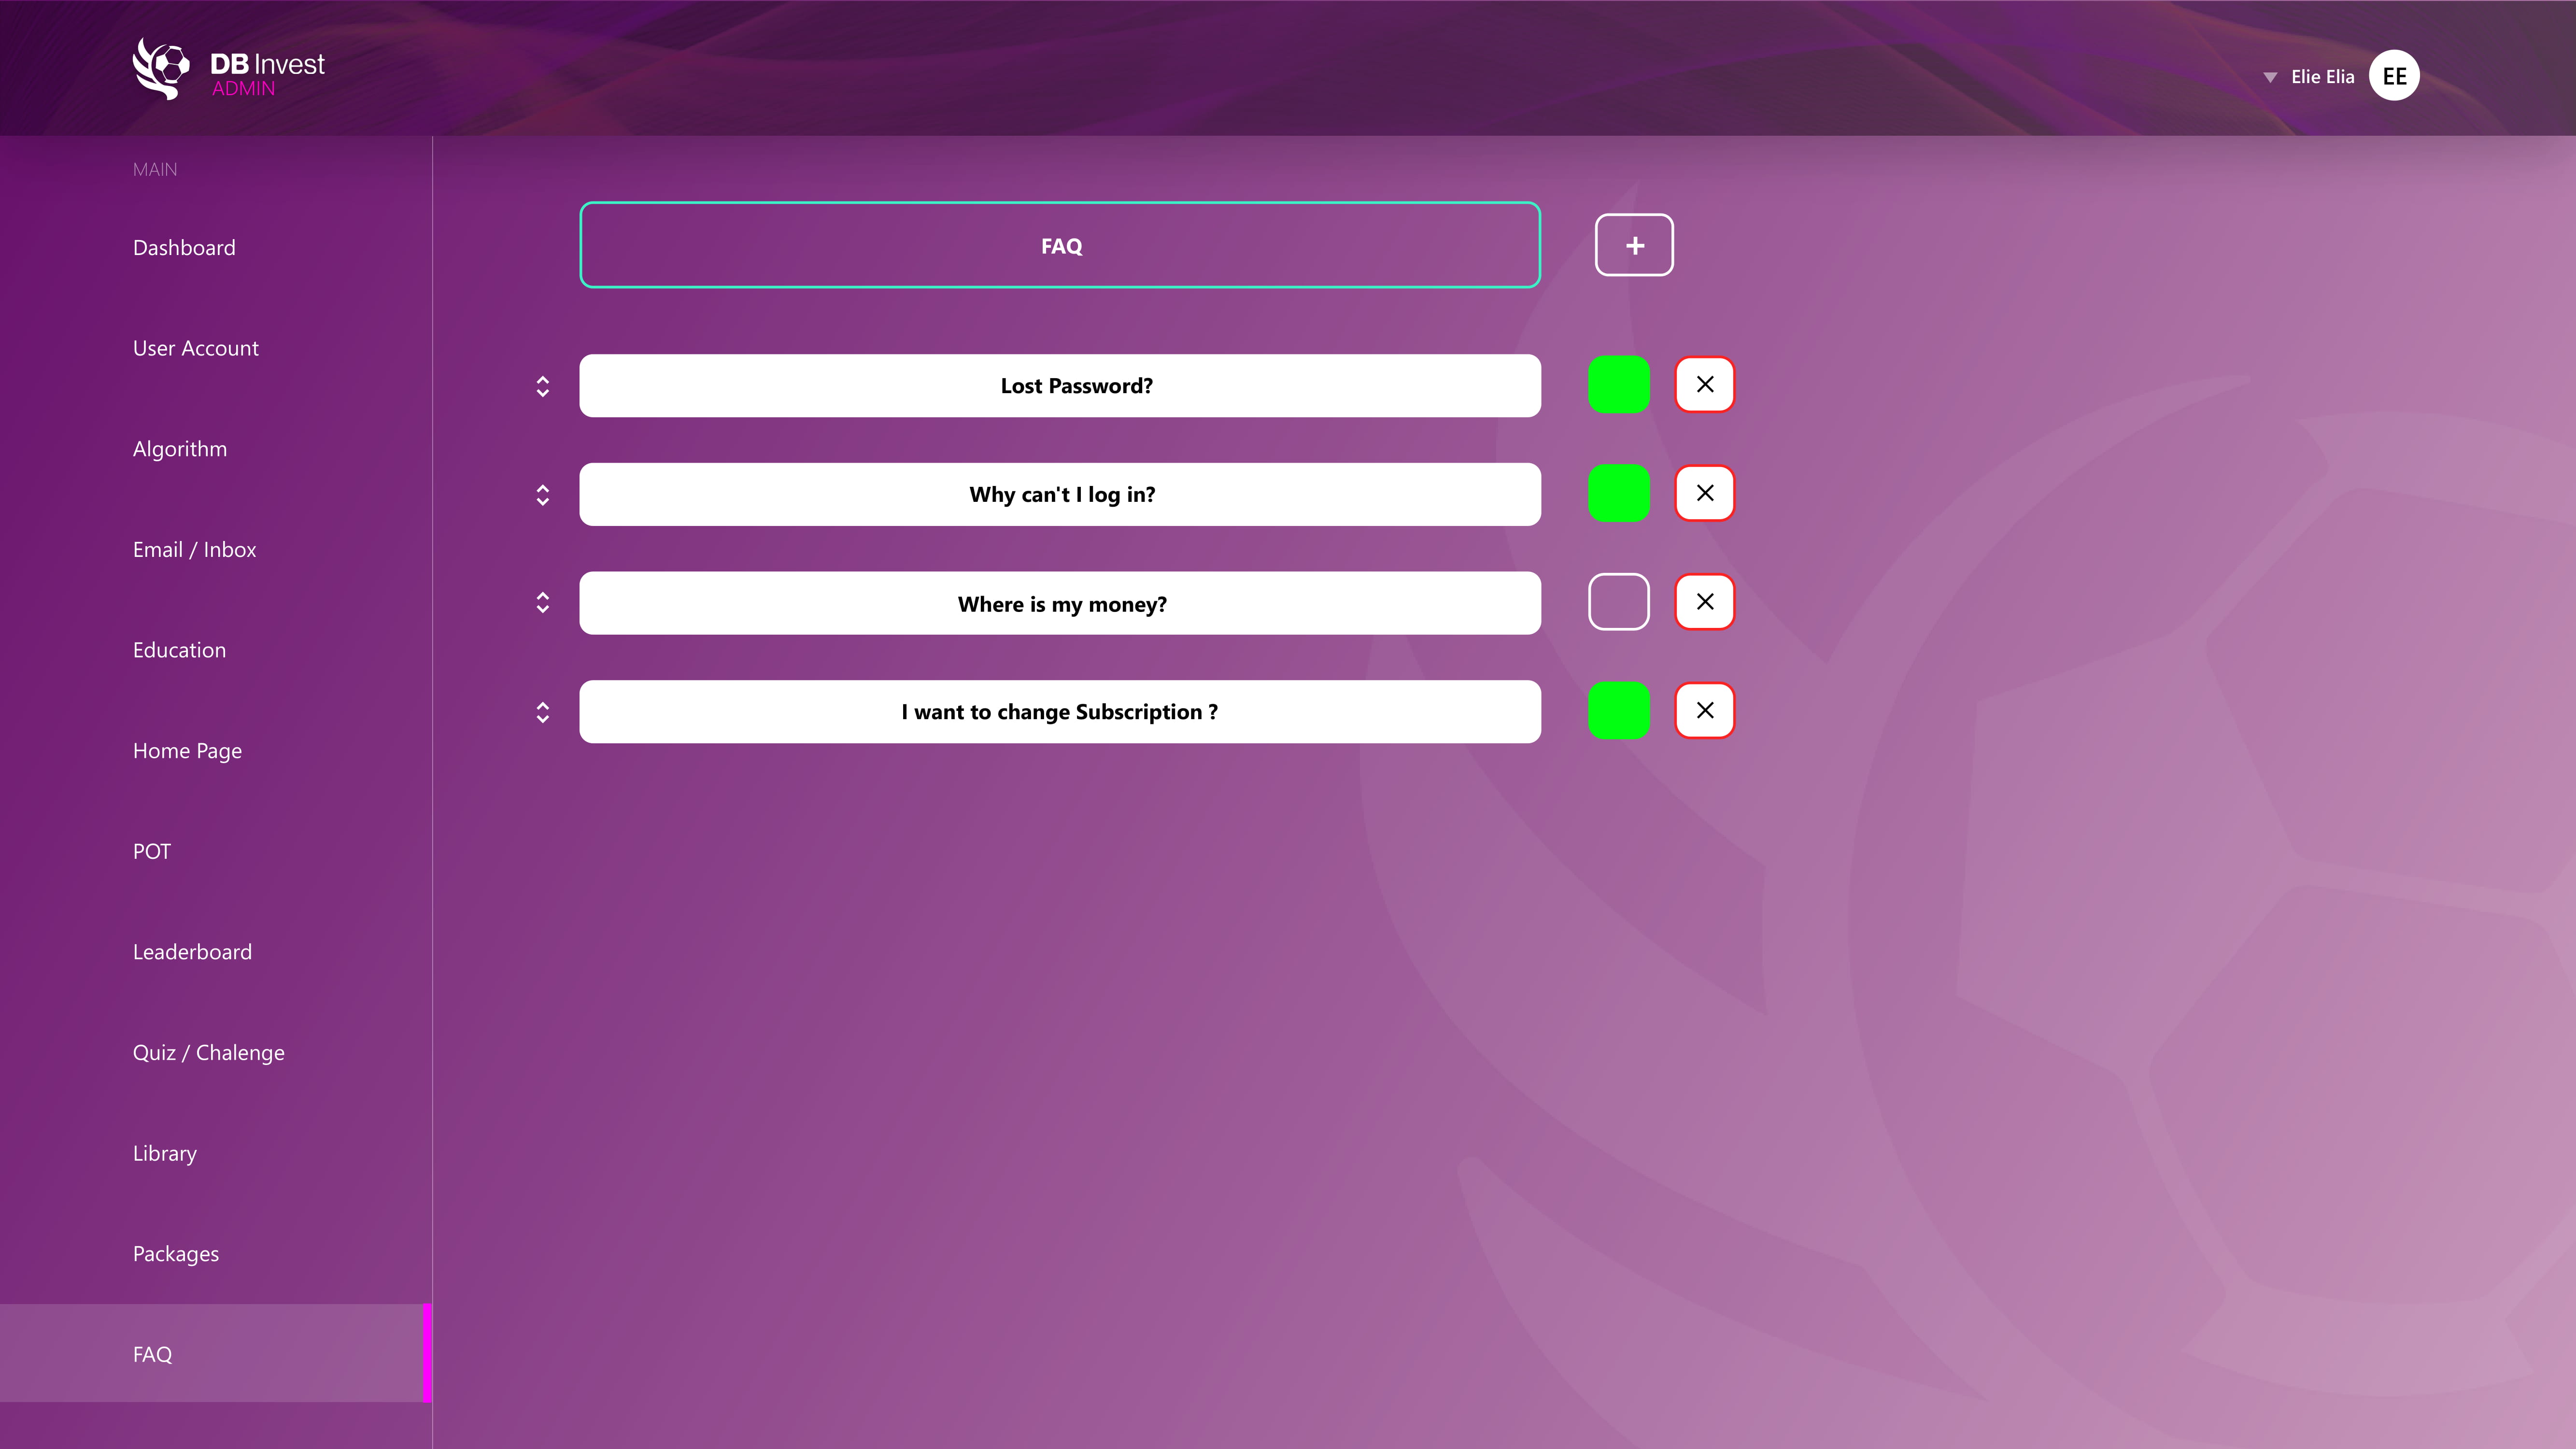 DB Invest
ADMIN
Elie Elia
EE
MAIN
Dashboard
User Account
Algorithm
Email / Inbox
Education
Home Page
POT
Leaderboard
Quiz / Chalenge
Library
Packages
FAQ
FAQ
+
Lost Password?
Why can't I log in?
Where is my money?
I want to change Subscription ?